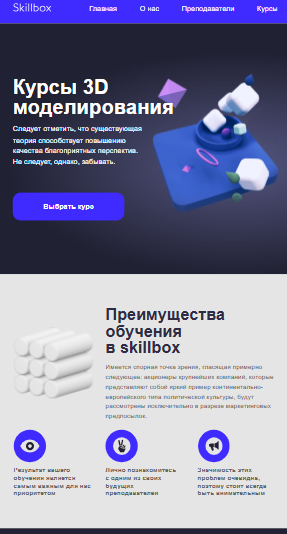 Skillbox
Главная
О нас
Преподаватели
Курсы
Курсы 3D
моделирования
Следует отметить, что существующая
теория способствует повышению
качества благоприятных перспектив.
Не следует, однако, забывать.
Выбрать курс
Преимущества
обучения
в skillbox
Имеется спорная точка зрения, гласящая примерно
следующее: акционеры крупнейших компаний, которые
представляют собой яркий пример континентально-
европейского типа политической культуры, будут
рассмотрены исключительно в разрезе маркетинговых
предпосылок.
Результат вашего
обучения является
самым важным для нас
приоритетом
Лично познакомитесь
с одним из своих
будущих
преподавателей
Значимость этих
проблем очевидна,
поэтому стоит всегда
быть внимательным